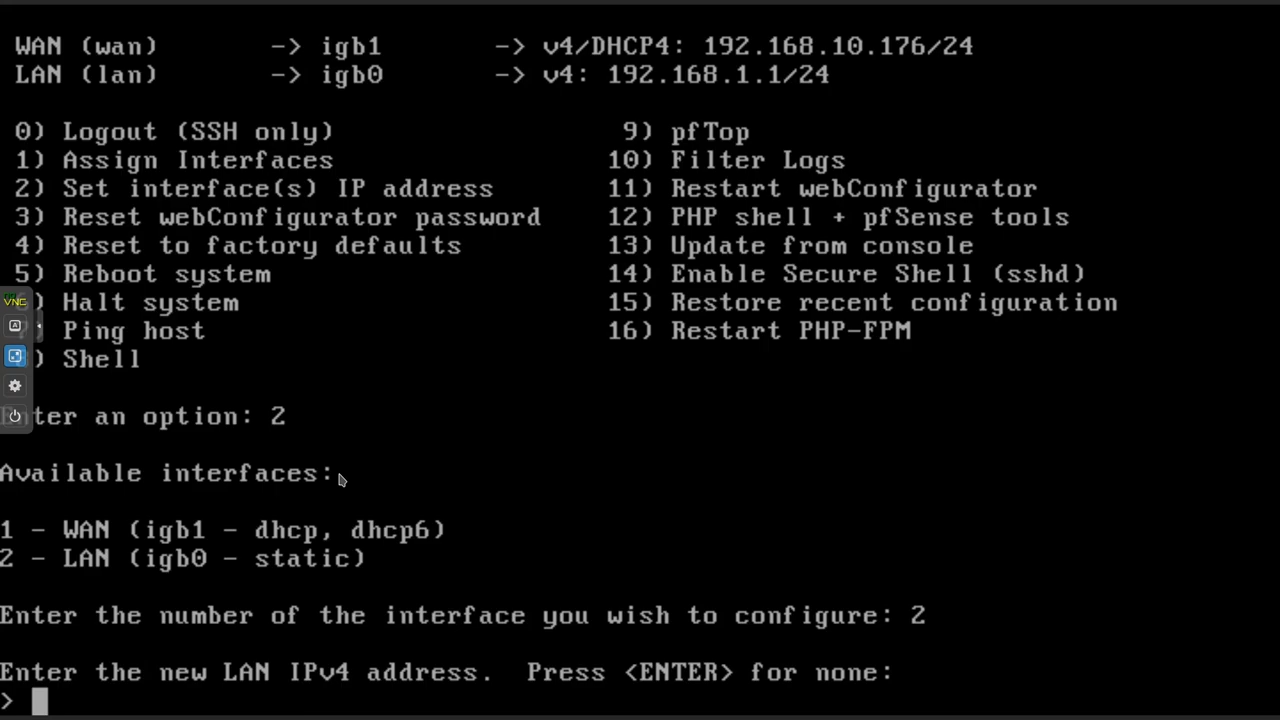 WAN (wan) -> igb1 -> v4/DHCP4: 192.168.10.176/24
LAN (lan) -> igb0 -> v4: 192.168.1.1/24
0) Logout (SSH only) 9) pfTop
1) Assign Interfaces 10) Filter Logs
2) Set interface(s) IP address 11) Restart webConfigurator
3) Reset webConfigurator password 12) PHP shell + pfSense tools
4) Reset to factory defaults 13) Update from console
5) Reboot system 14) Enable Secure Shell (sshd)
) Halt system 15) Restore recent configuration
) Ping host 16) Restart PHP-FPM
) Shell
VNC
A
Enter an option: 2
Available interfaces:
1 - WAN (igb1 - dhcp, dhcp6)
2 - LAN (igb0 - static)
Enter the number of the interface you wish to configure: 2
Enter the new LAN IPv4 address. Press <ENTER> for none:
>